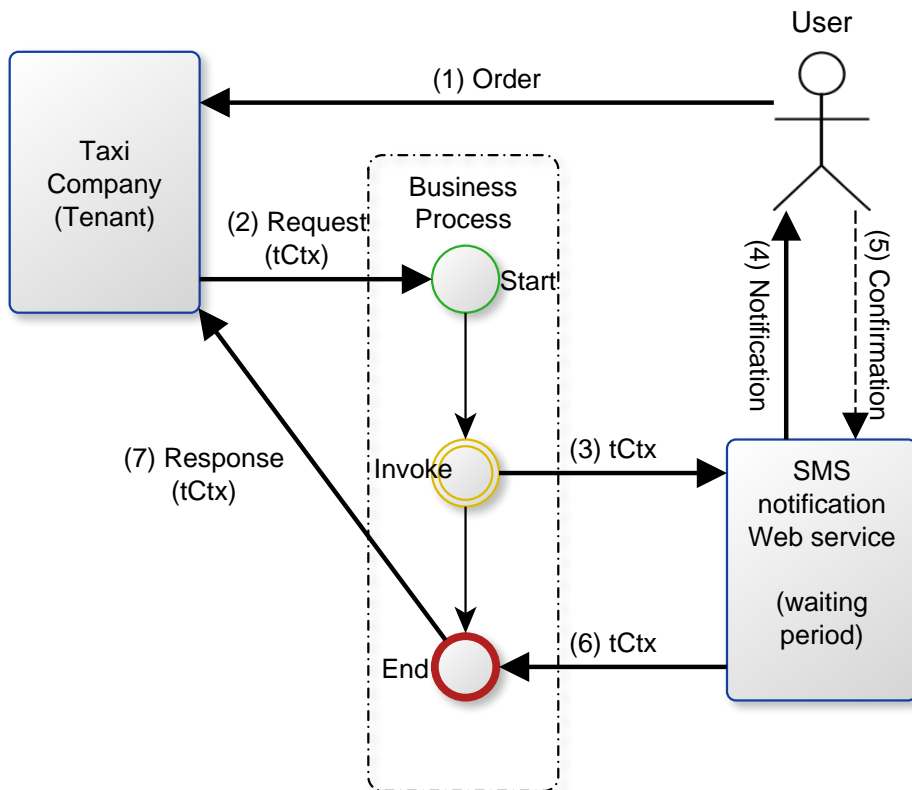 User
(1) Order
Taxi
Company
(Tenant)
Business
Process
(2) Request
(tCtx)
Start
(4) Notification
(5) Confirmation
(7) Response
(tCtx)
Invoke
(3) tCtx
SMS
notification
Web service
(waiting
period)
(6) tCtx
End